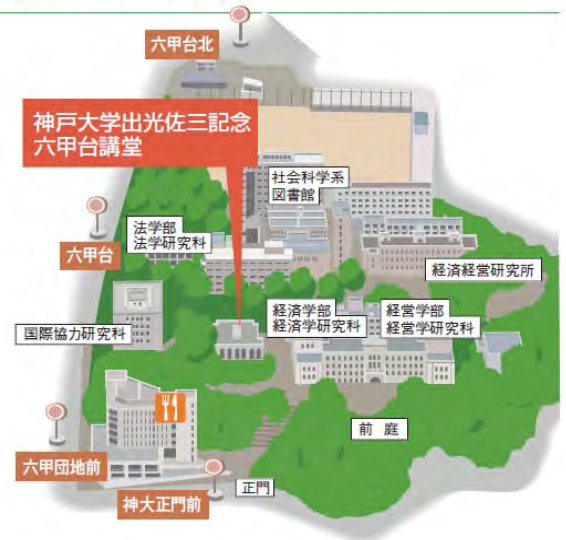 六甲台北
神戸大学出光佐三記念
六甲台講堂
社会科学系
図書館
六甲台
法学部
法学研究科
経済経営研究所
経済学部
経済学研究科
経営学部
経営学研究科
国際協力研究科
前庭
六甲団地前
神大正門前
正門